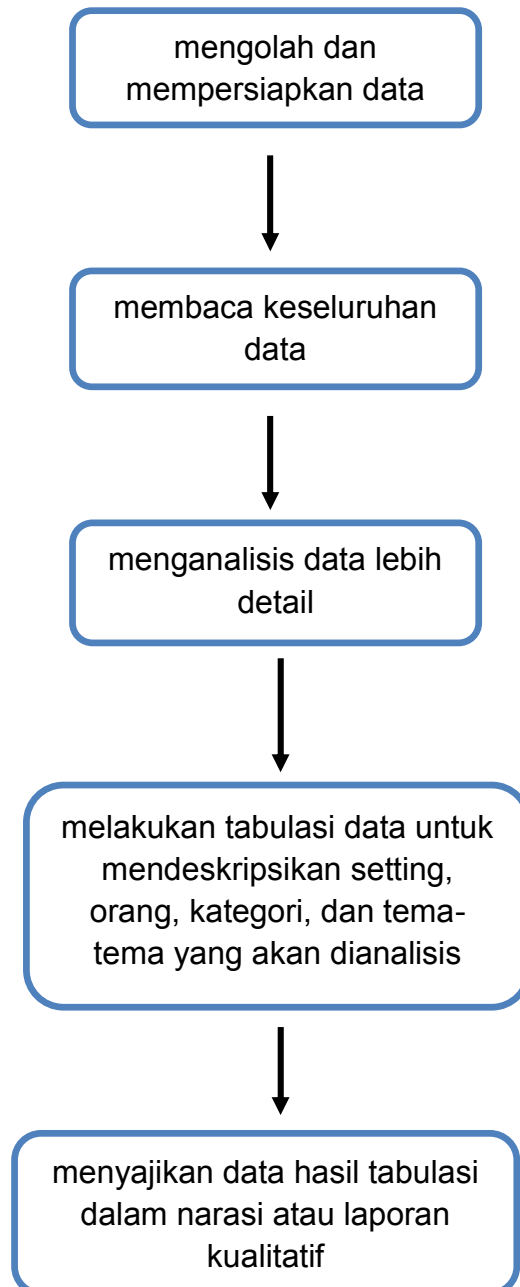 mengolah dan
mempersiapkan data
membaca keseluruhan
data
menganalisis data lebih
detail
melakukan tabulasi data untuk
mendeskripsikan setting,
orang, kategori, dan tema-
tema yang akan dianalisis
menyajikan data hasil tabulasi
dalam narasi atau laporan
kualitatif